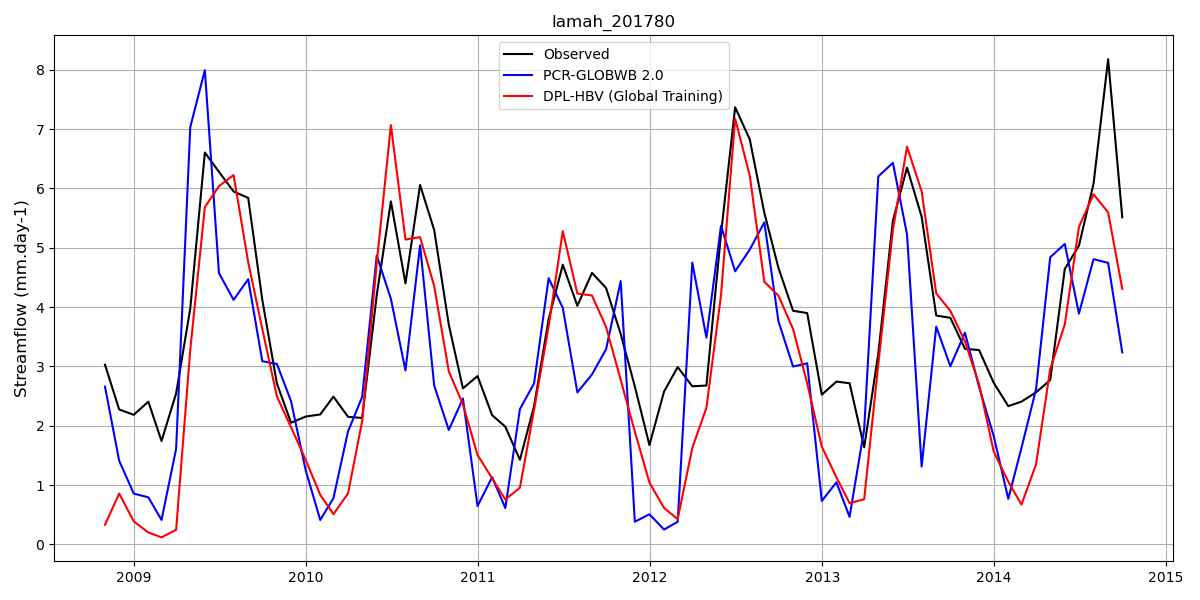 lamah_201780
Observed
PCR-GLOBWB 2.0
DPL-HBV (Global Training)
Streamflow (mm.day-1)
8
7
6
5
4
3
2
1
0
2009 2010 2011 2012 2013 2014 2015